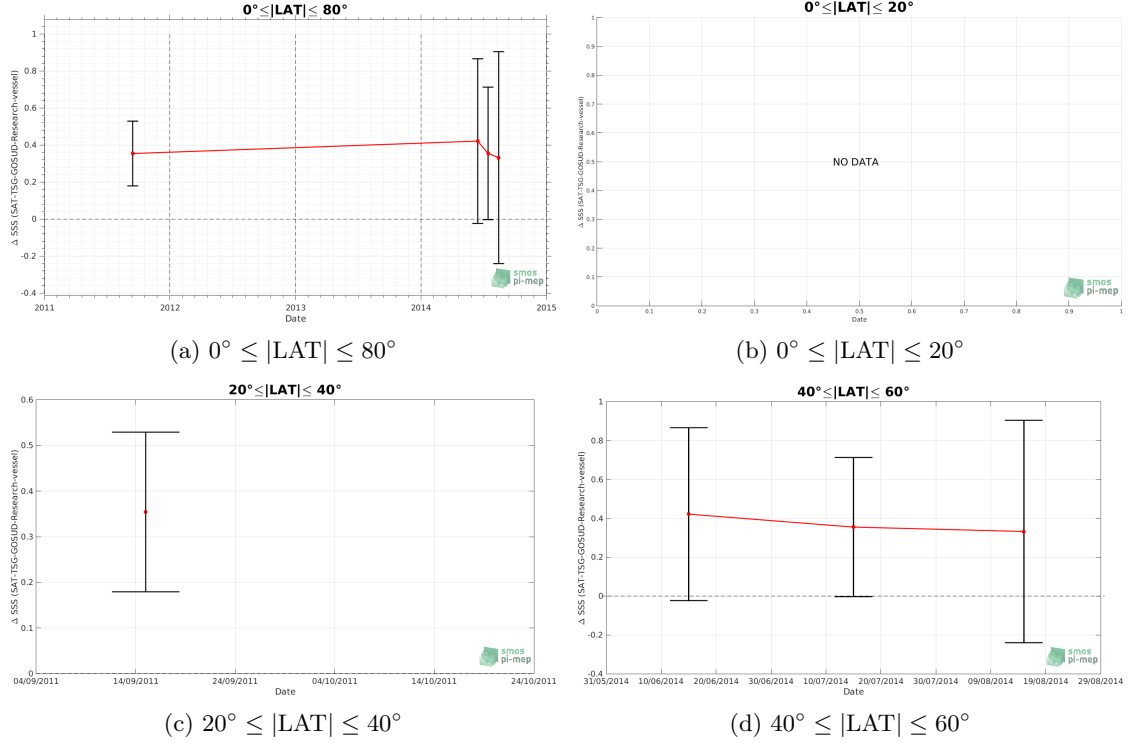 0°≤|LAT|≤ 80°
Δ SSS (SAT-TSG-GOSUD-Research-vessel)
1
0.8
0.6
0.4
0.2
0
-0.2
-0.4
2011
2012
2013
2014
2015
Date
smos
pi-mep
(a) 0° ≤ |LAT| ≤ 80°
0°≤|LAT|≤ 20°
Δ SSS (SAT-TSG-GOSUD-Research-vessel)
1
0.9
0.8
0.7
0.6
0.5
0.4
0.3
0.2
0.1
0
NO DATA
0
0.1
0.2
0.3
0.4
0.5
0.6
0.7
0.8
0.9
1
Date
smos
pi-mep
(b) 0° ≤ |LAT| ≤ 20°
20°≤|LAT|≤ 40°
Δ SSS (SAT-TSG-GOSUD-Research-vessel)
0.6
0.5
0.4
0.3
0.2
0.1
0
04/09/2011
14/09/2011
24/09/2011
04/10/2011
14/10/2011
24/10/2011
Date
smos
pi-mep
(c) 20° ≤ |LAT| ≤ 40°
40°≤|LAT|≤ 60°
Δ SSS (SAT-TSG-GOSUD-Research-vessel)
1
0.8
0.6
0.4
0.2
0
-0.2
-0.4
31/05/2014
10/06/2014
20/06/2014
30/06/2014
10/07/2014
20/07/2014
30/07/2014
09/08/2014
19/08/2014
29/08/2014
Date
smos
pi-mep
(d) 40° ≤ |LAT| ≤ 60°